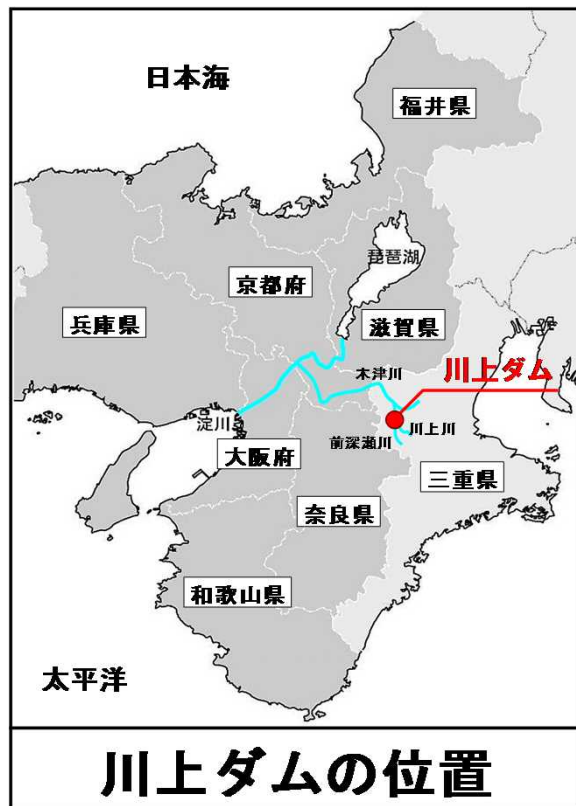 日本海
福井県
琵琶湖
京都府
兵庫県
滋賀県
木津川
川上ダム
淀川
川上川
前深瀬川
大阪府
三重県
奈良県
和歌山県
太平洋
川上ダムの位置